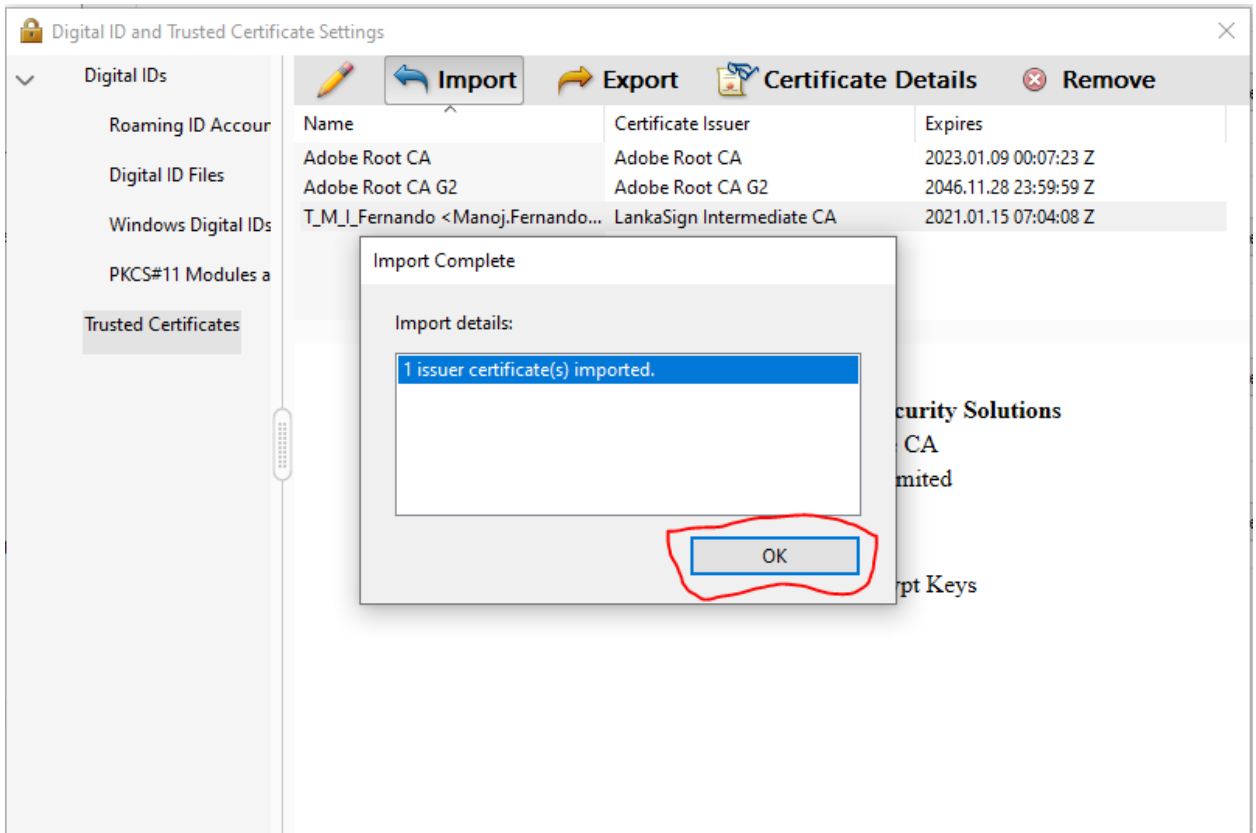 Digital ID and Trusted Certificate Settings
Digital IDs
Roaming ID Accour
Digital ID Files
Windows Digital IDs
PKCS#11 Modules a
Trusted Certificates
Import Export Certificate Details Remove
Name Certificate Issuer Expires
Adobe Root CA Adobe Root CA 2023.01.09 00:07:23 Z
Adobe Root CA G2 Adobe Root CA G2 2046.11.28 23:59:59 Z
T_M_I_Fernando <Manoj.Fernando... LankaSign Intermediate CA 2021.01.15 07:04:08 Z
Import Complete
Import details:
1 issuer certificate(s) imported.
OK
curity Solutions
CA
mited
ypt Keys